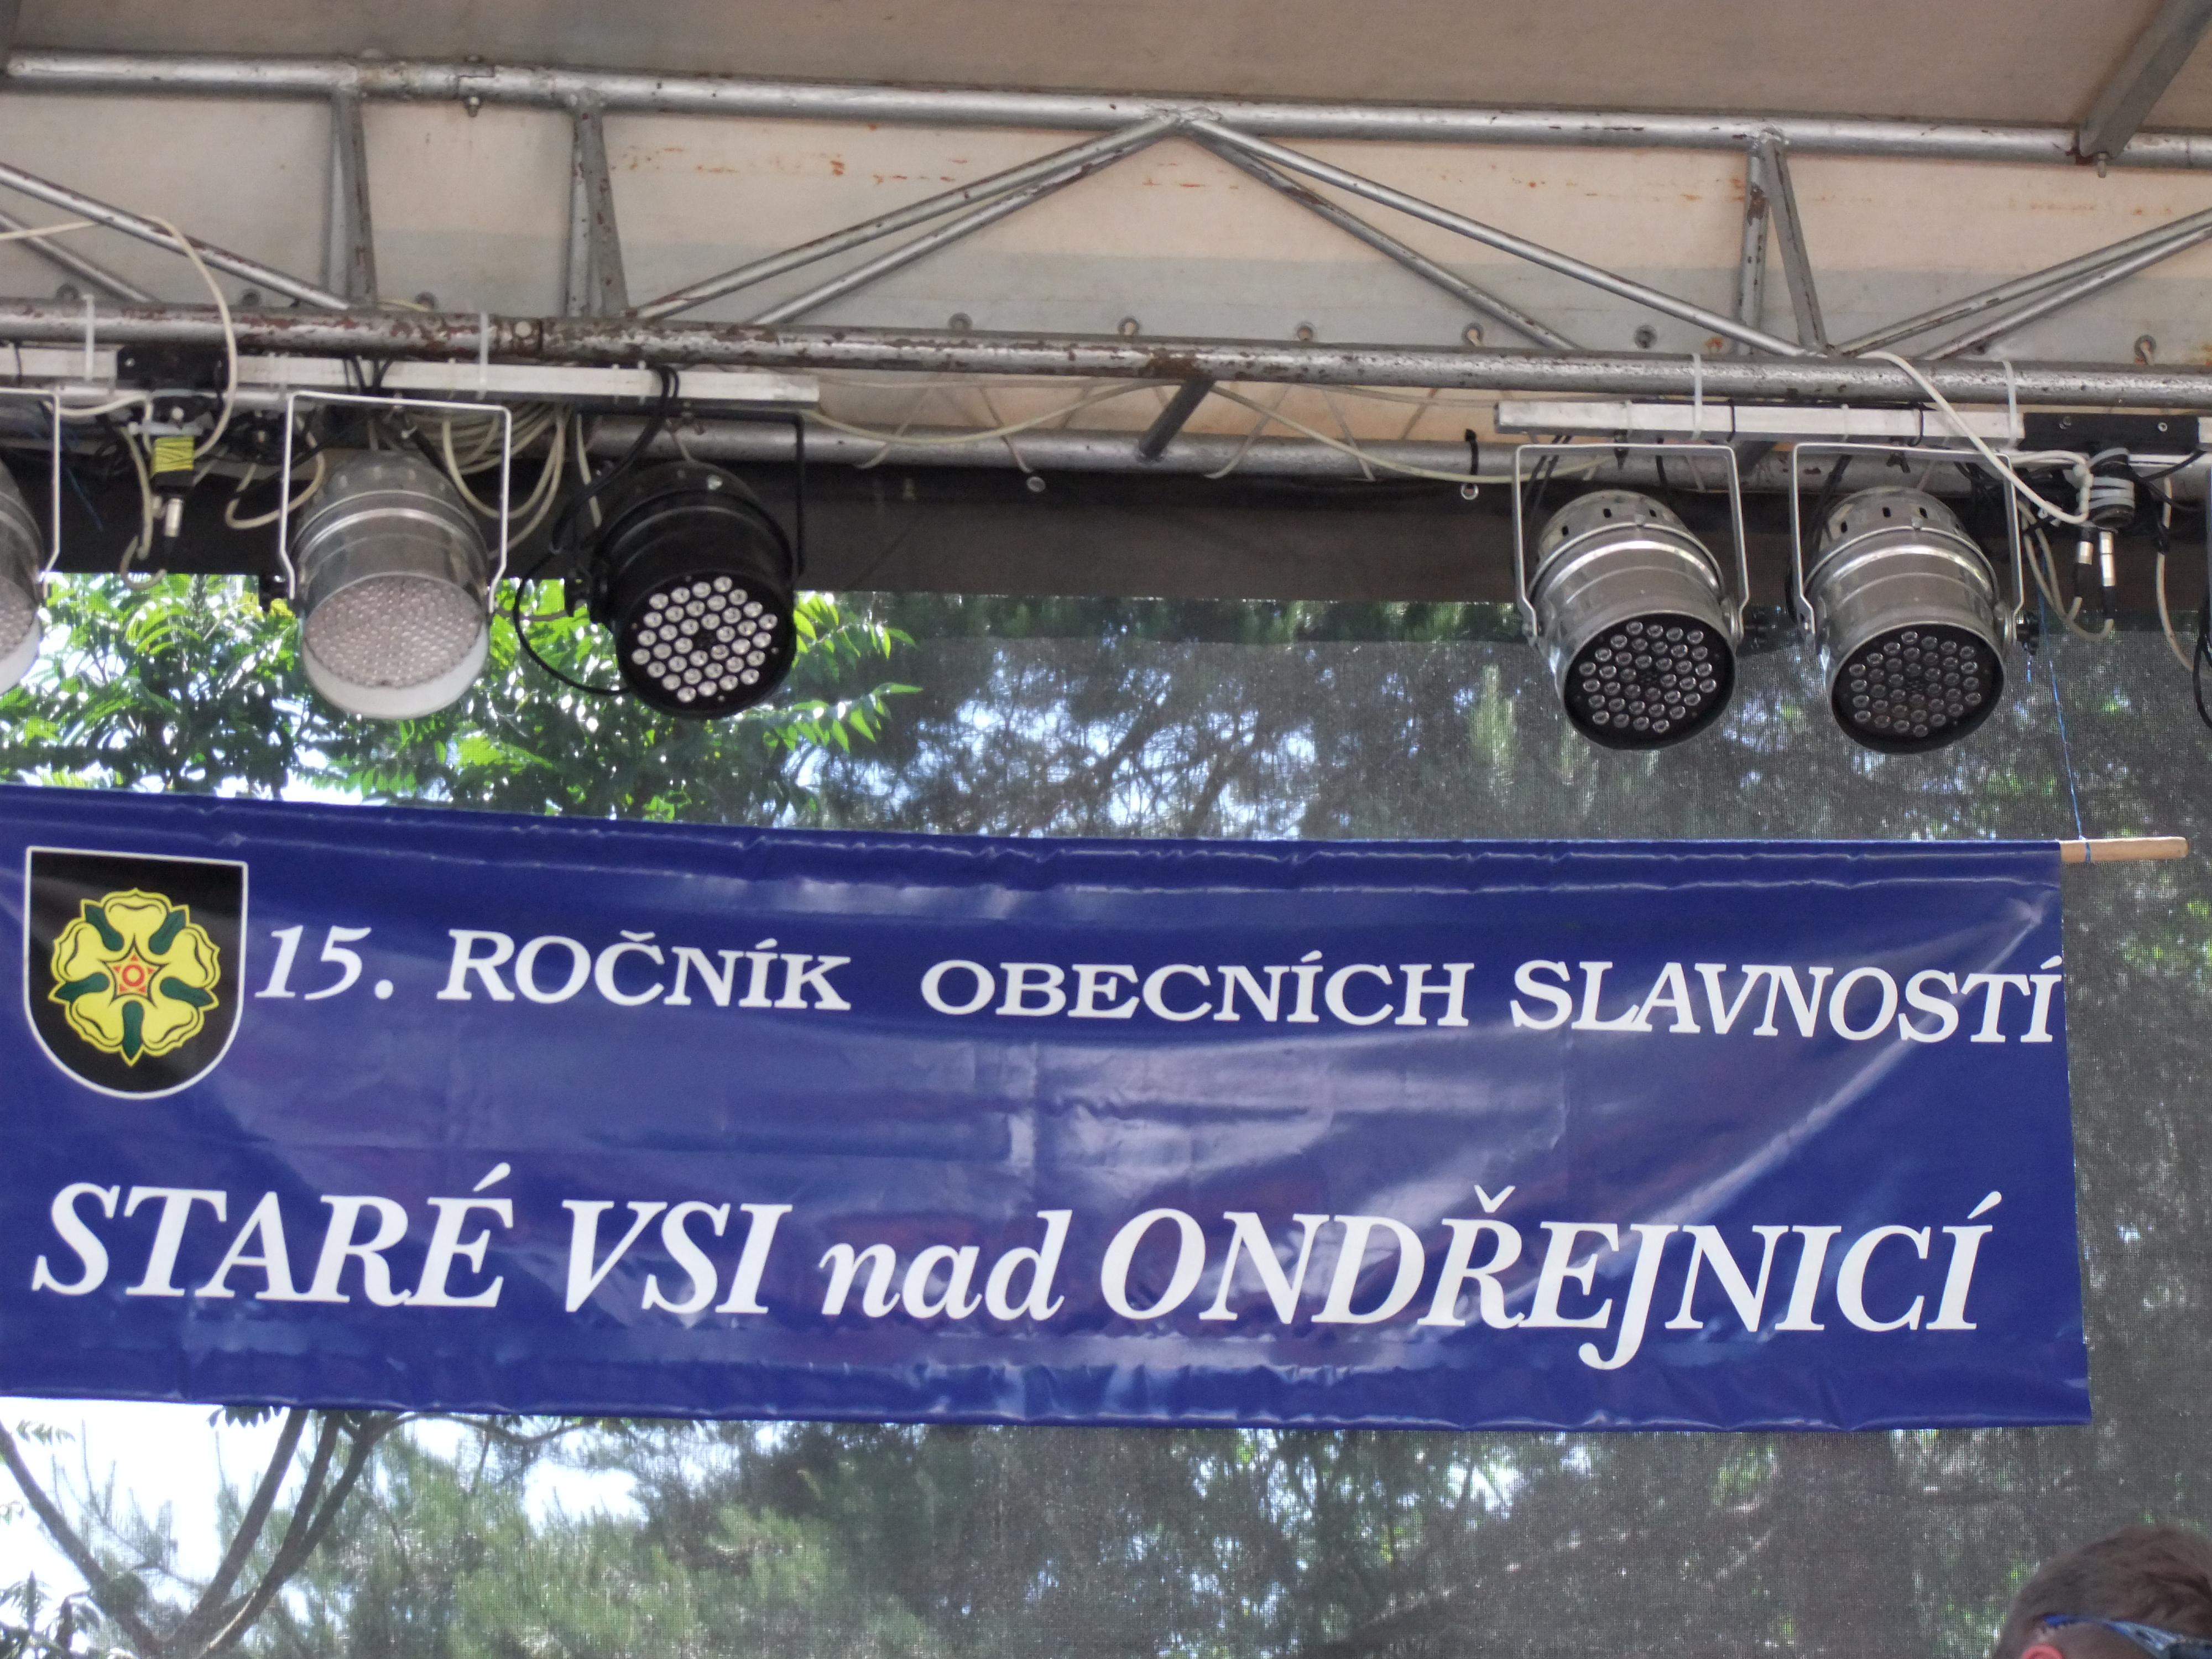 15. ROČNÍK OBECNÍCH SLAVNOSTÍ
STARÉ VSI nad ONDŘEJNICÍ